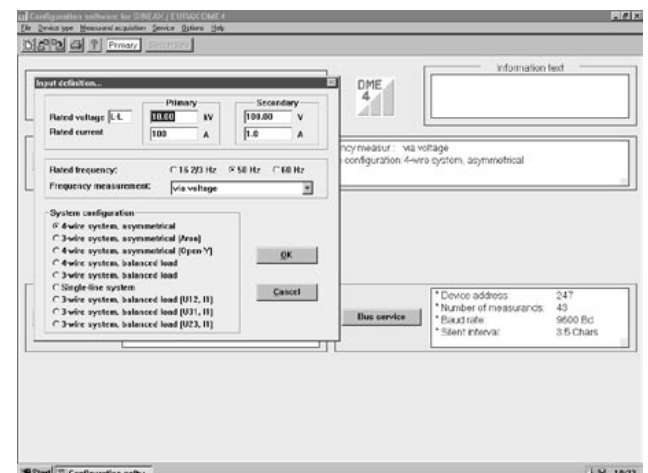 Configuration software for SINEAX / EURAX DME 4
File Device type Measurand acquisition Service Options Help
Primary Secondary
Information text
Input definition...
DME
4
Primary Secondary
Rated voltage L-L 10.00 kV 100.00 V
Rated current 100 A 1.0 A
ncy measur.: via voltage
configuration: 4-wire system, asymmetrical
Rated frequency: 16 2/3 Hz 50 Hz 60 Hz
Frequency measurement: via voltage
System configuration
4-wire system, asymmetrical
3-wire system, asymmetrical (Aron)
3-wire system, asymmetrical (Open-Y)
4-wire system, balanced load
3-wire system, balanced load
Single-line system
3-wire system, balanced load [U12, I1]
3-wire system, balanced load [U31, I1]
3-wire system, balanced load [U23, I1]
OK
Cancel
Bus service
* Device address: 247
* Number of measurands: 43
* Baud rate: 9600 Bd
* Silent interval: 3.5 Chars
Start Configuration softw...